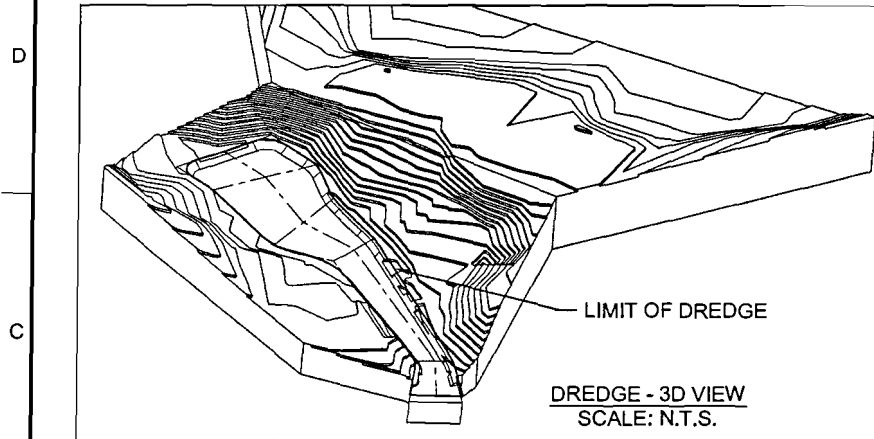 D
C
LIMIT OF DREDGE
DREDGE - 3D VIEW
SCALE: N.T.S.